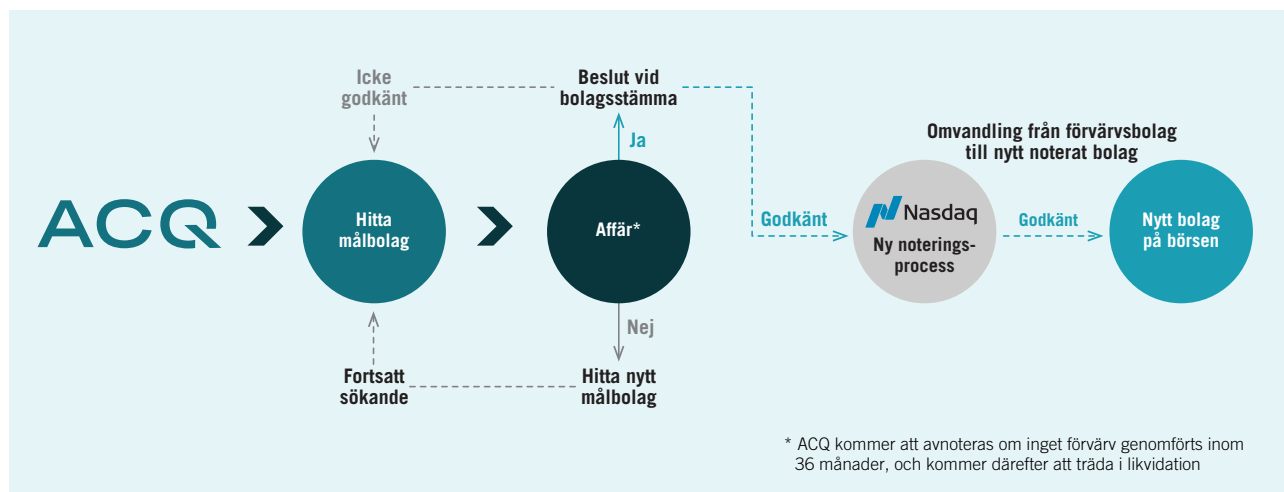 Icke
godkänt
Beslut vid
bolagsstämma
Ja
Omvandling från förvärvsbolag
till nytt noterat bolag
ACQ
Hitta
målbolag
Affär*
Godkänt
Nasdaq
Ny noterings-
process
Godkänt
Nytt bolag
på börsen
Nej
Fortsatt
sökande
Hitta nytt
målbolag
* ACQ kommer att avnoteras om inget förvärv genomförts inom
36 månader, och kommer därefter att träda i likvidation